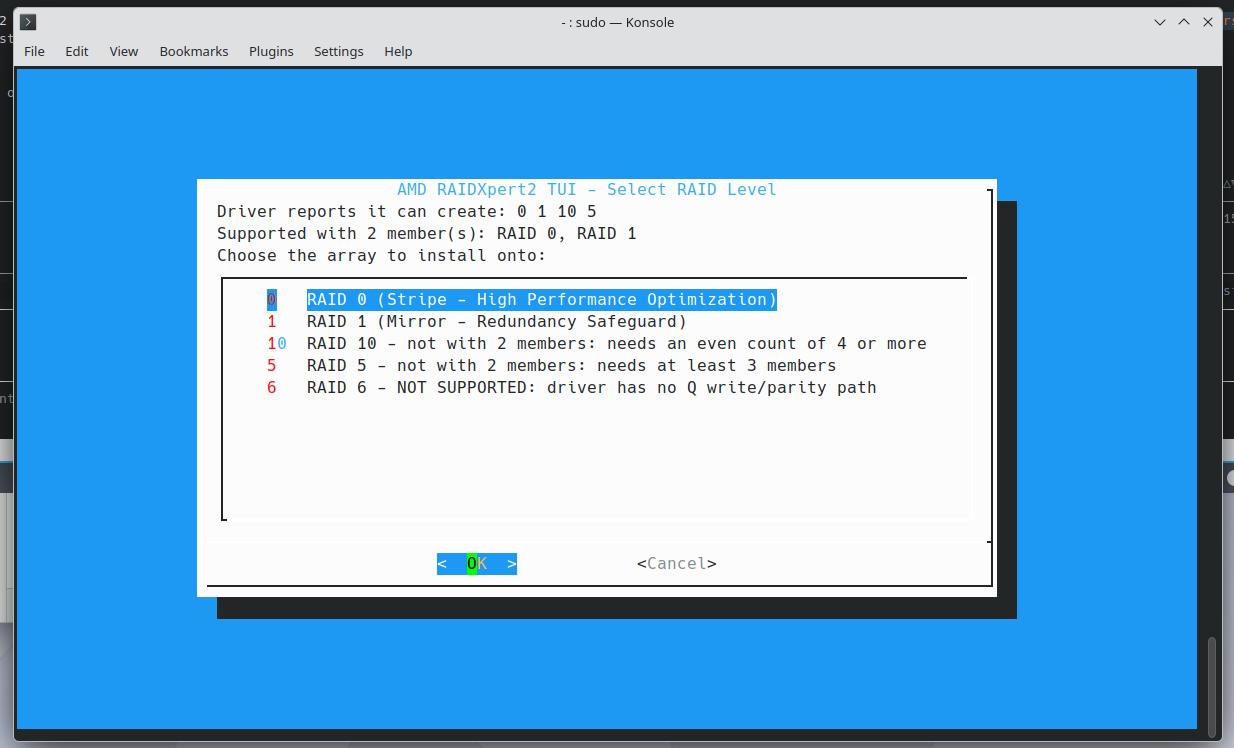 - : sudo — Konsole
File Edit View Bookmarks Plugins Settings Help
AMD RAIDXpert2 TUI - Select RAID Level
Driver reports it can create: 0 1 10 5
Supported with 2 member(s): RAID 0, RAID 1
Choose the array to install onto:
0 RAID 0 (Stripe - High Performance Optimization)
1 RAID 1 (Mirror - Redundancy Safeguard)
10 RAID 10 - not with 2 members: needs an even count of 4 or more
5 RAID 5 - not with 2 members: needs at least 3 members
6 RAID 6 - NOT SUPPORTED: driver has no Q write/parity path
< OK > <Cancel>